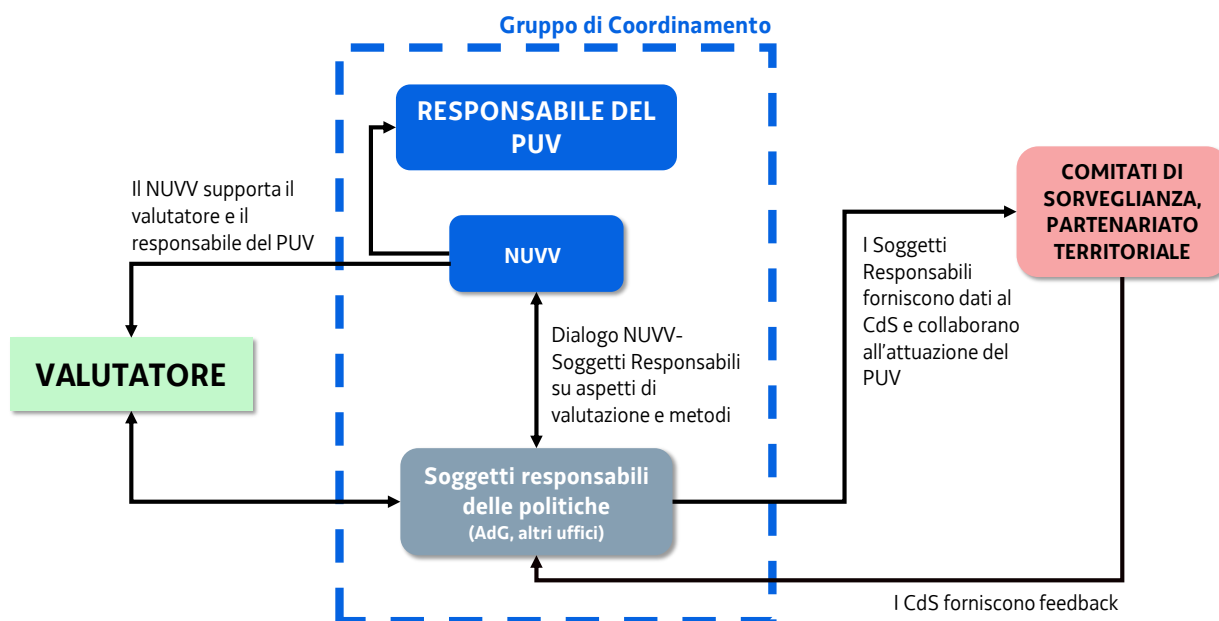 Gruppo di Coordinamento
RESPONSABILE DEL
PUV
Il NUVV supporta il
valutatore e il
responsabile del PUV
NUVV
COMITATI DI
SORVEGLIANZA,
PARTENARIATO
TERRITORIALE
I Soggetti
Responsabili
forniscono dati al
CdS e collaborano
all'attuazione del
PUV
VALUTATORE
Dialogo NUVV-
Soggetti Responsabili
su aspetti di
valutazione e metodi
Soggetti responsabili
delle politiche
(AdG, altri uffici)
I CdS forniscono feedback